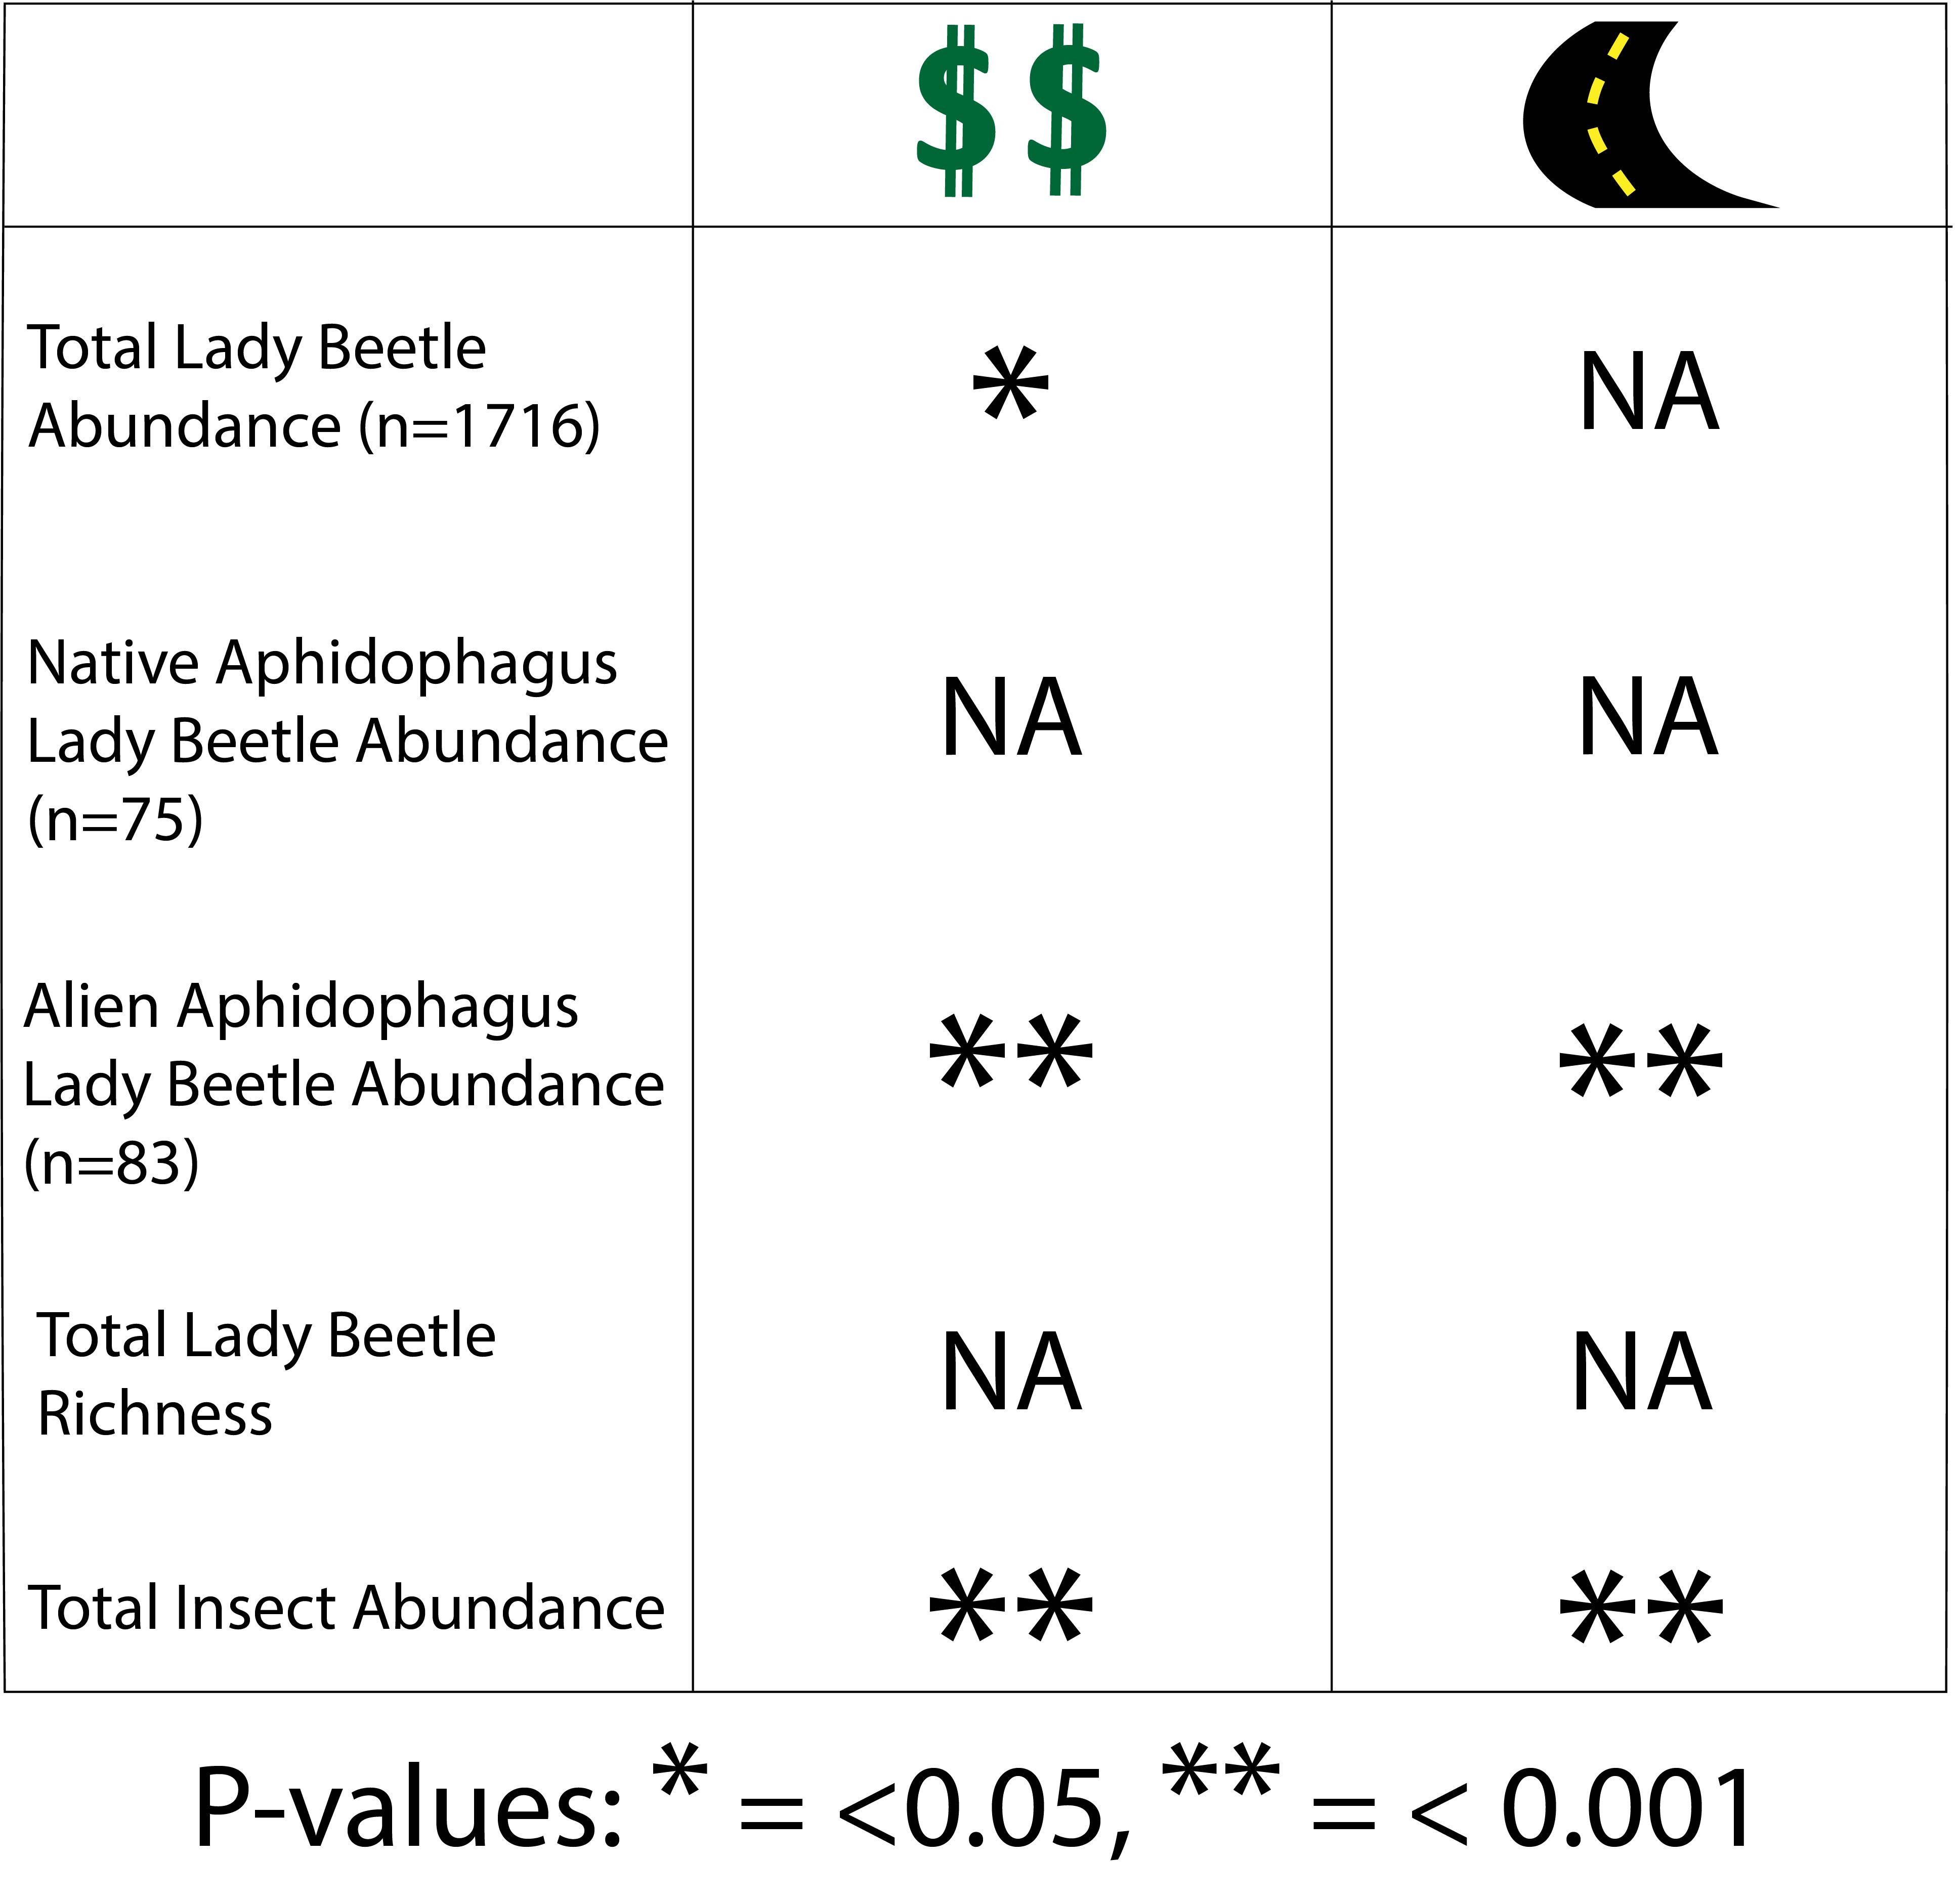 $ $
Total Lady Beetle
Abundance (n=1716)
* NA
Native Aphidophagus
Lady Beetle Abundance
(n=75)
NA NA
Alien Aphidophagus
Lady Beetle Abundance
(n=83)
** **
Total Lady Beetle
Richness
NA NA
Total Insect Abundance ** **
P-values: * = <0.05, ** = < 0.001